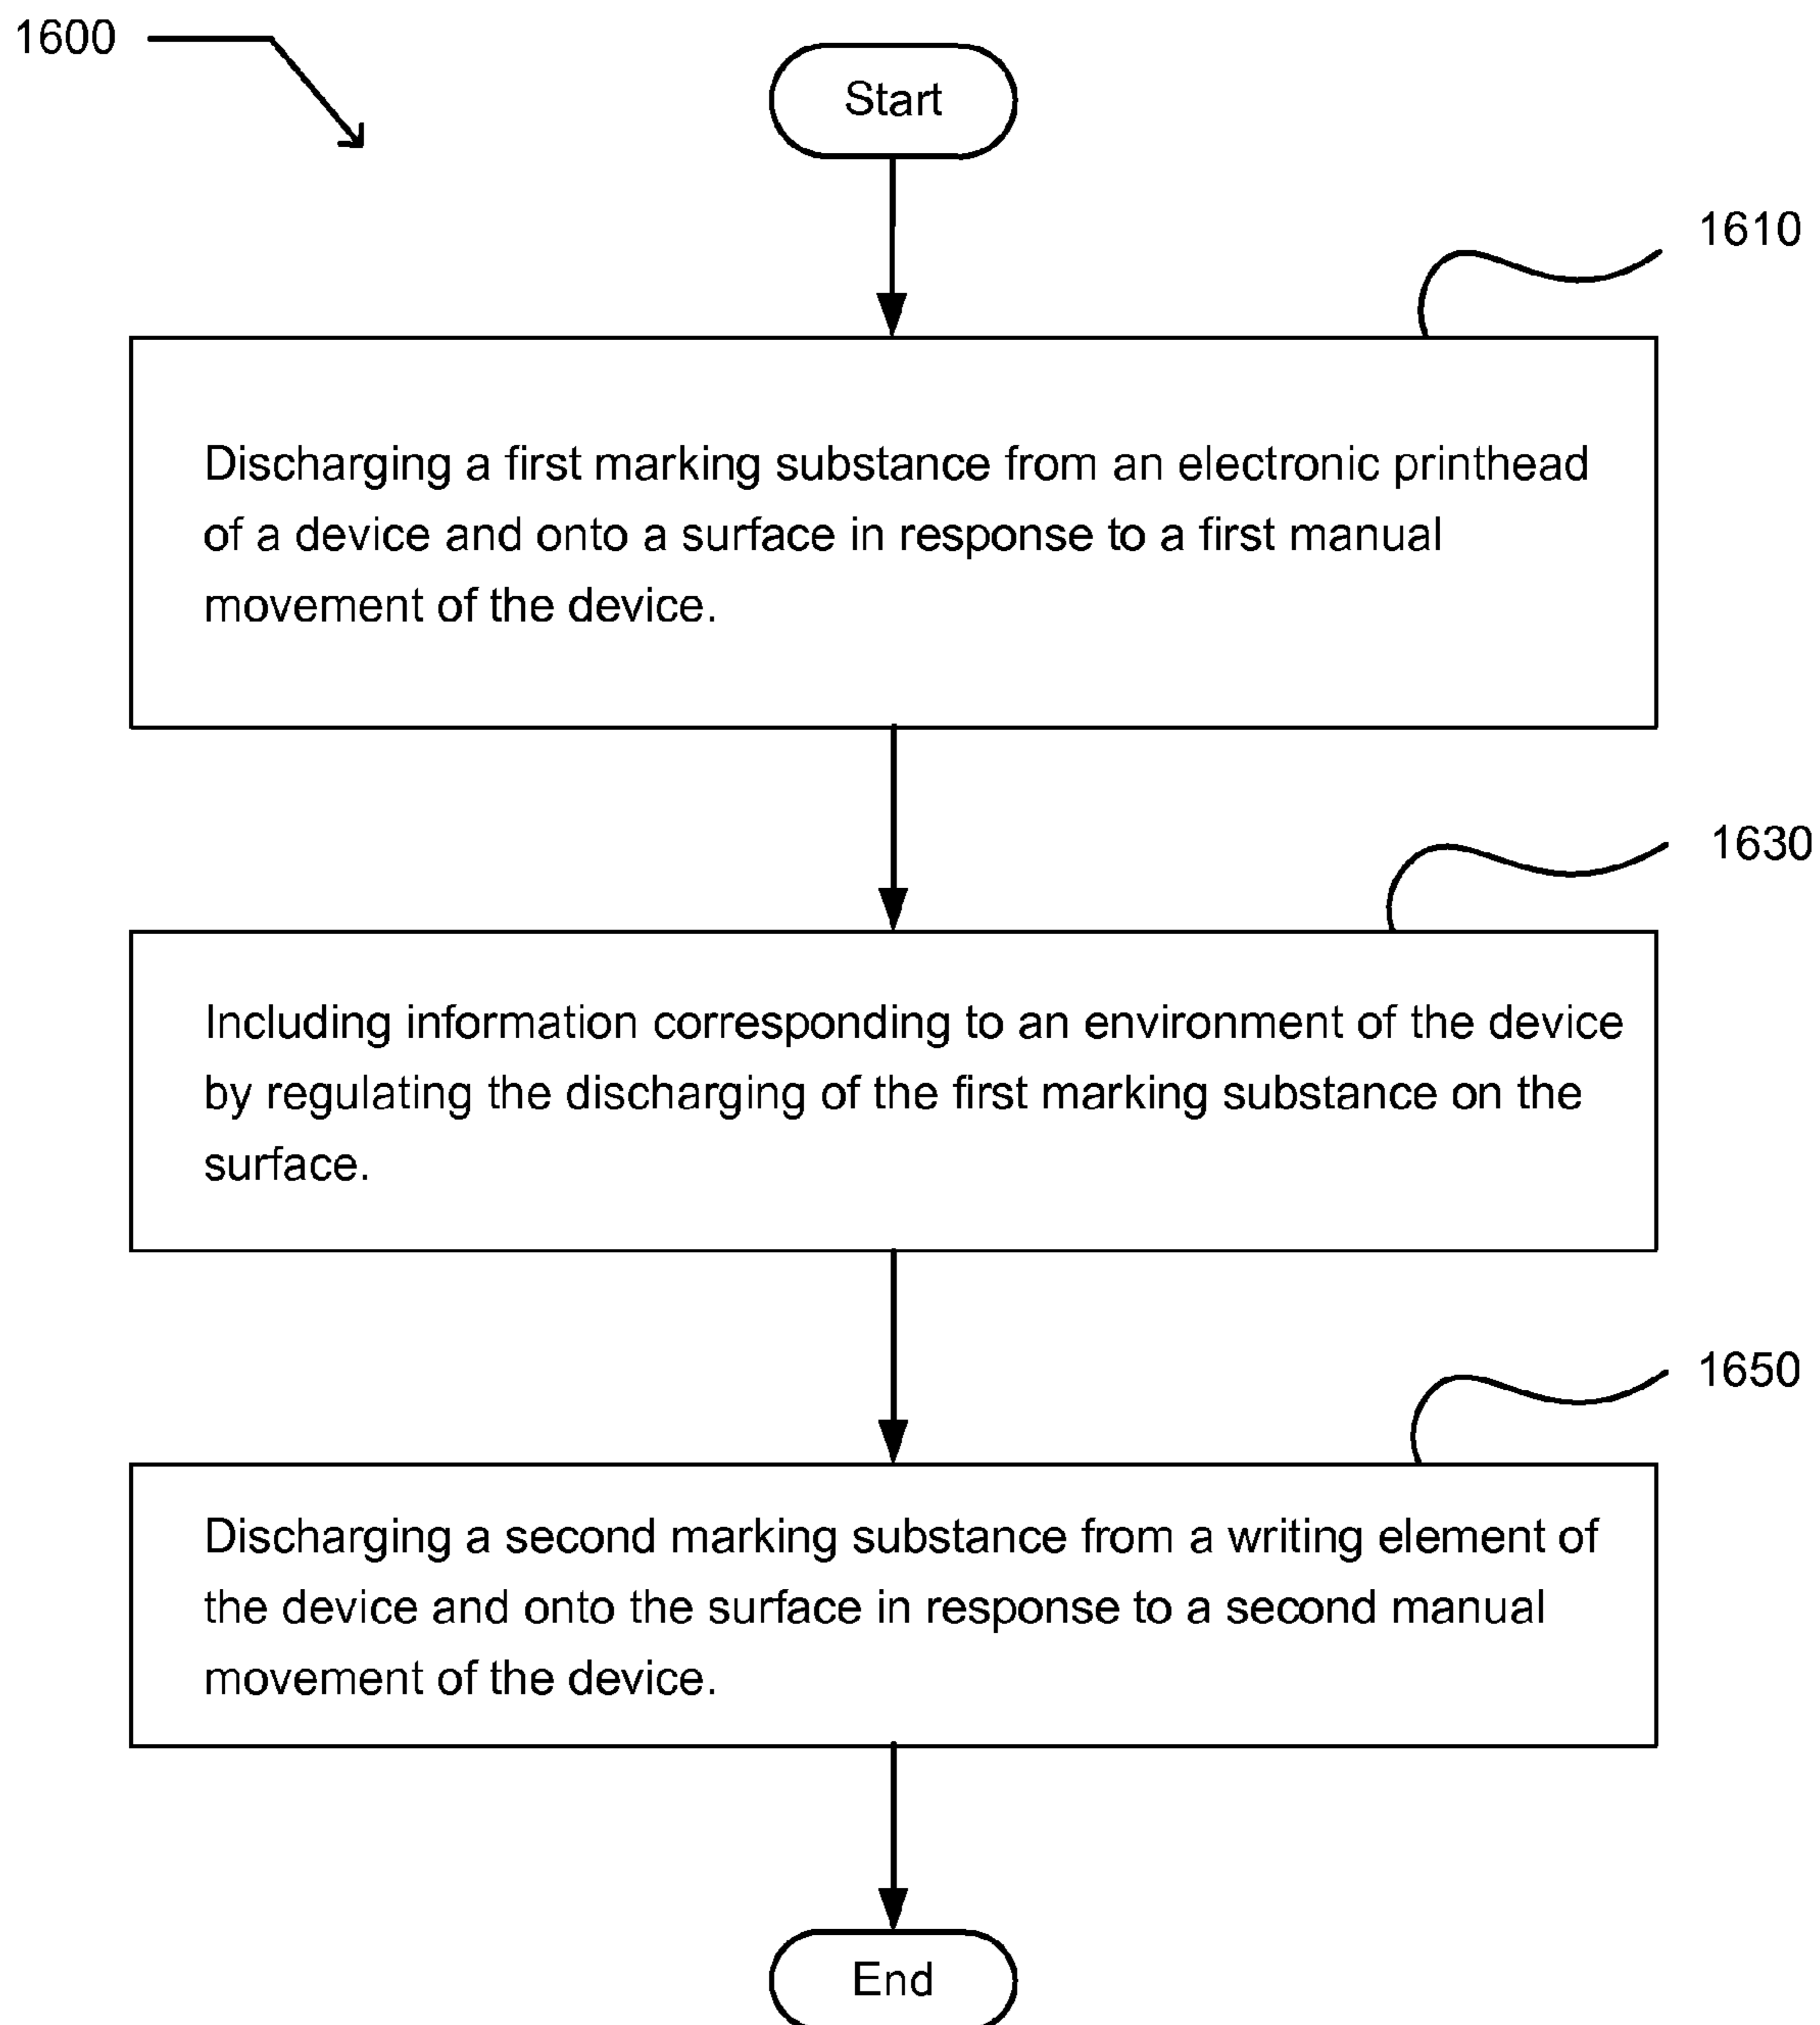 1600
Start
1610
Discharging a first marking substance from an electronic printhead
of a device and onto a surface in response to a first manual
movement of the device.
1630
Including information corresponding to an environment of the device
by regulating the discharging of the first marking substance on the
surface.
1650
Discharging a second marking substance from a writing element of
the device and onto the surface in response to a second manual
movement of the device.
End